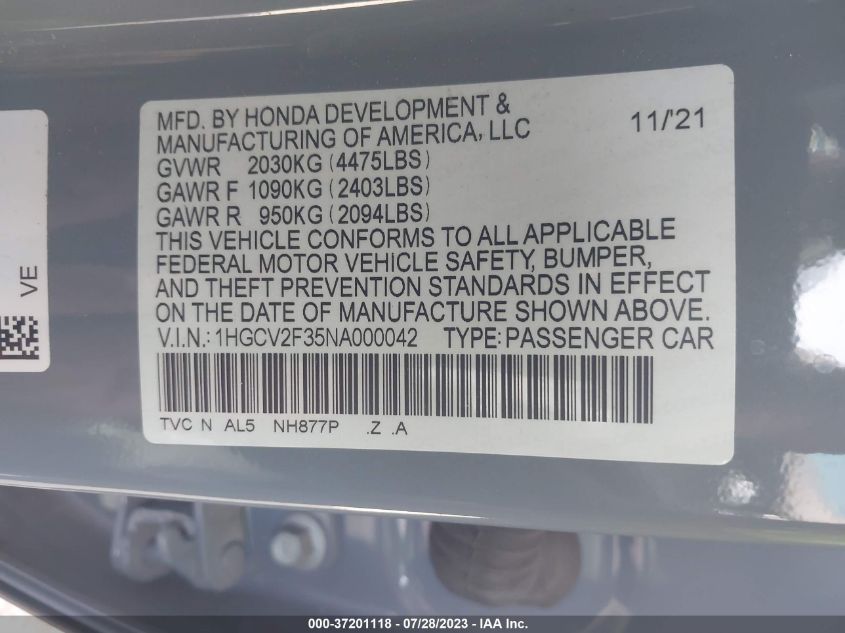 MFD. BY HONDA DEVELOPMENT &
MANUFACTURING OF AMERICA, LLC 11/'21
GVWR 2030KG (4475LBS)
GAWR F 1090KG (2403LBS)
GAWR R 950KG (2094LBS)
THIS VEHICLE CONFORMS TO ALL APPLICABLE
FEDERAL MOTOR VEHICLE SAFETY, BUMPER,
AND THEFT PREVENTION STANDARDS IN EFFECT
ON THE DATE OF MANUFACTURE SHOWN ABOVE.
V.I.N.: 1HGCV2F35NA000042 TYPE: PASSENGER CAR
TVC N AL5 NH877P .Z .A
VE
000-37201118 - 07/28/2023 - IAA Inc.